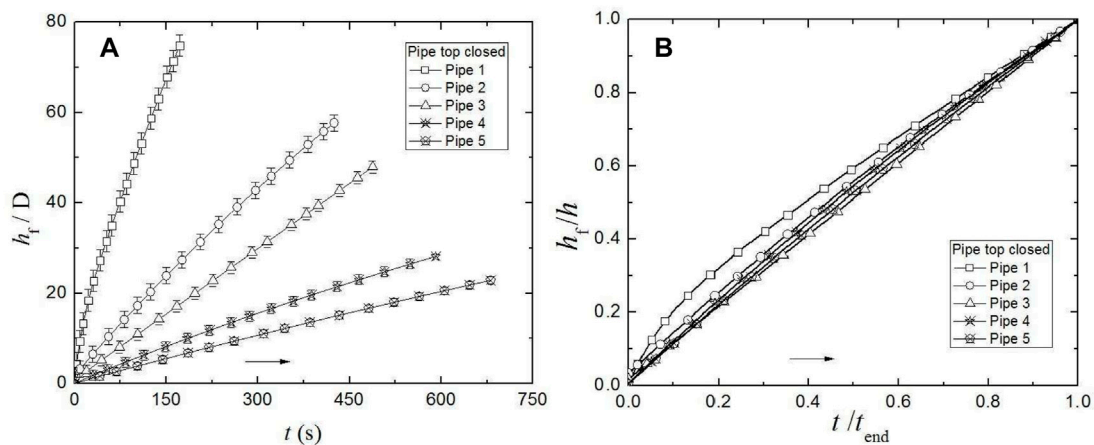 A
80
60
40
20
0
h_f / D
0 150 300 450 600 750
t (s)
Pipe top closed
Pipe 1
Pipe 2
Pipe 3
Pipe 4
Pipe 5
B
1.0
0.8
0.6
0.4
0.2
0.0
h_f/h
0.0 0.2 0.4 0.6 0.8 1.0
t/t_end
Pipe top closed
Pipe 1
Pipe 2
Pipe 3
Pipe 4
Pipe 5